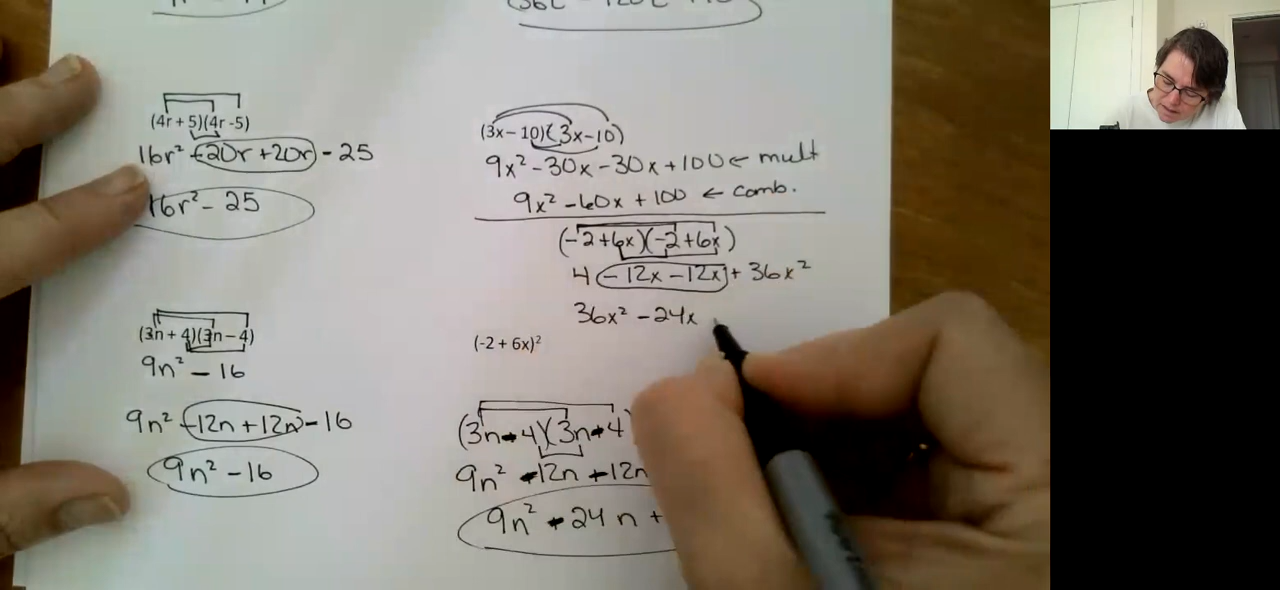 (4r + 5)(4r - 5)
16r² - 20r + 20r - 25
16r² - 25
(3n + 4)(3n - 4)
9n² - 16
9n² - 12n + 12n - 16
9n² - 16
(3x - 10)(3x - 10)
9x² - 30x - 30x + 100 ← mult
9x² - 60x + 100 ← comb.
(-2 + 6x)(-2 + 6x)
4 - 12x - 12x + 36x²
36x² - 24x
(-2 + 6x)²
(3n - 4)(3n - 4)
9n² - 12n + 12n
9n² - 24n +